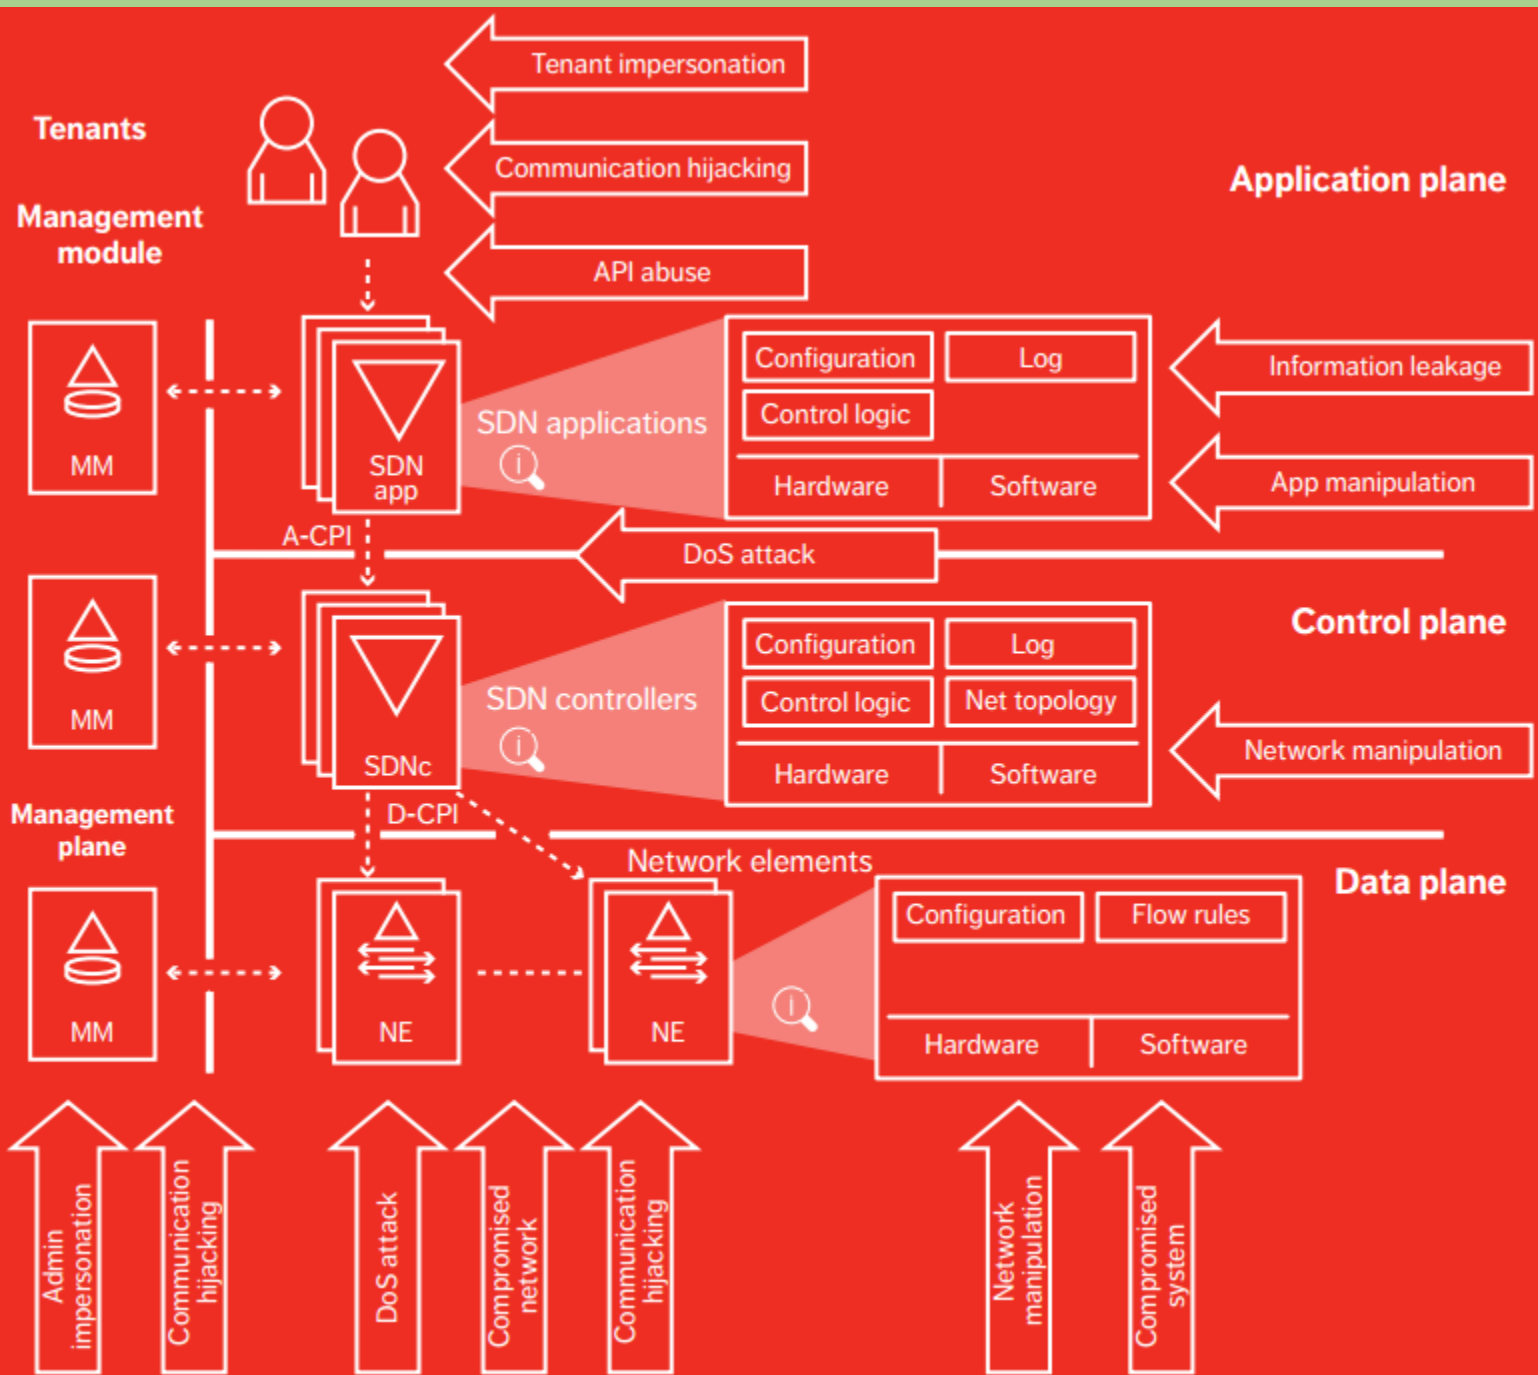 Tenant impersonation
Tenants
Communication hijacking
Application plane
Management
module
API abuse
MM
SDN
app
SDN applications
Configuration
Log
Control logic
Hardware
Software
Information leakage
App manipulation
A-CPI
DoS attack
Control plane
MM
SDNc
SDN controllers
Configuration
Log
Control logic
Net topology
Hardware
Software
Network manipulation
D-CPI
Management
plane
Network elements
Data plane
MM
NE
NE
Configuration
Flow rules
Hardware
Software
Admin
impersonation
Communication
hijacking
DoS attack
Compromised
network
Communication
hijacking
Network
manipulation
Compromised
system